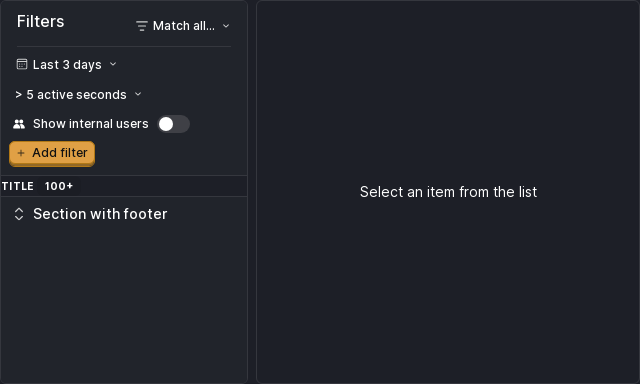 Filters
Match all...
Last 3 days
> 5 active seconds
Show internal users
+ Add filter
TITLE 100+
Section with footer
Select an item from the list